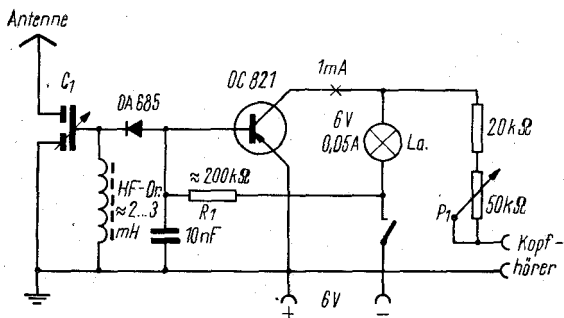 Antenne
C1
OA 685
OC 821
1mA
6V
0,05A
La.
20kΩ
HF-Dr.
≈2...3
mH
≈200kΩ
R1
10nF
P1
50kΩ
Kopf-
hörer
+ 6V −